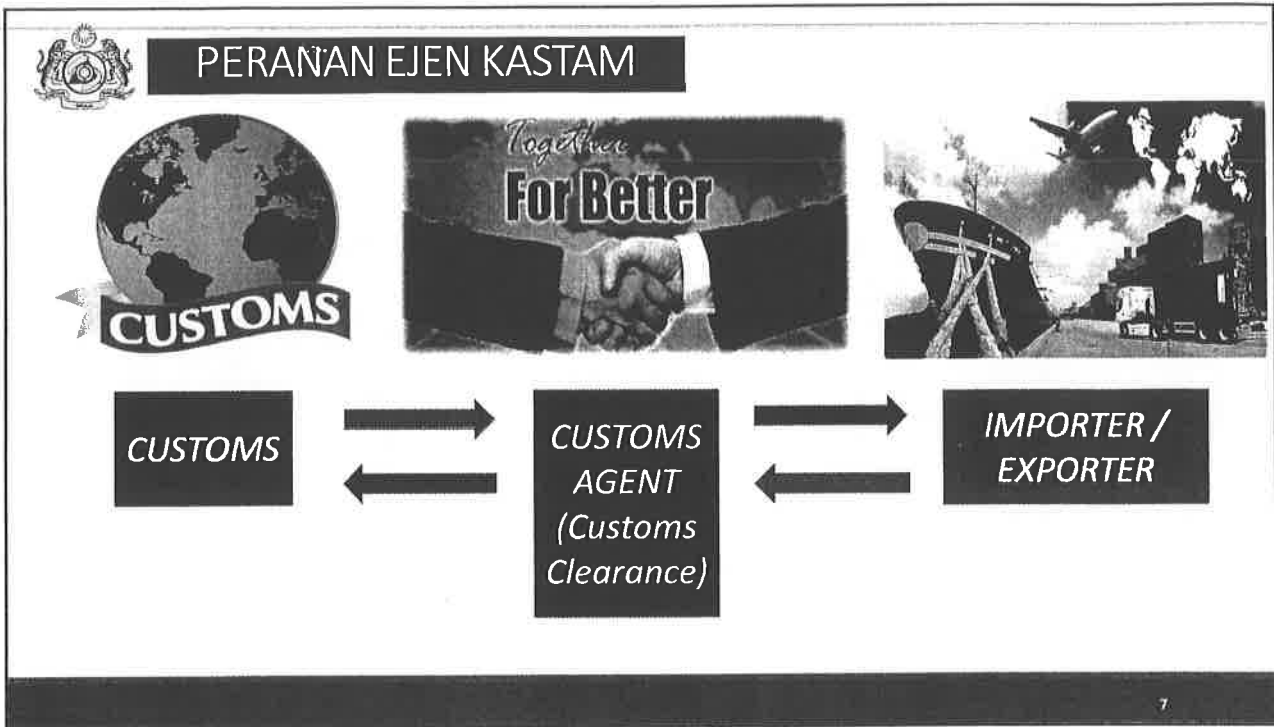 PERANAN EJEN KASTAM
Together
For Better
CUSTOMS
CUSTOMS
CUSTOMS
AGENT
(Customs
Clearance)
IMPORTER /
EXPORTER
7